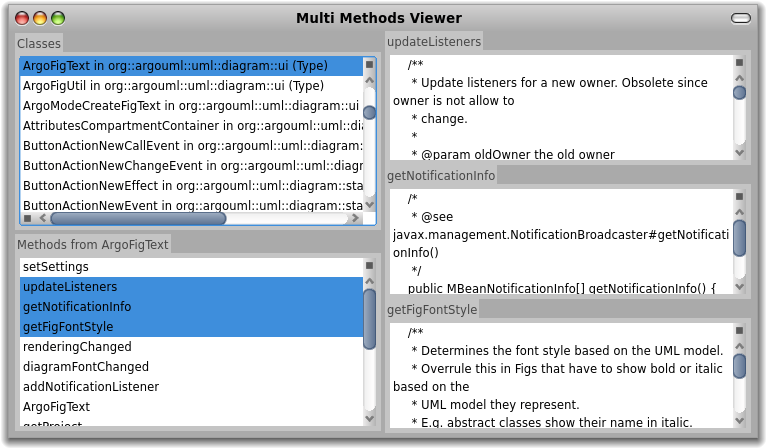 Multi Methods Viewer
Classes
ArgoFigText in org::argouml::uml::diagram::ui (Type)
ArgoFigUtil in org::argouml::uml::diagram::ui (Type)
ArgoModeCreateFigText in org::argouml::uml::diagram::ui
AttributesCompartmentContainer in org::argouml::uml::dia
ButtonActionNewCallEvent in org::argouml::uml::diagram:
ButtonActionNewChangeEvent in org::argouml::uml::diagr
ButtonActionNewEffect in org::argouml::uml::diagram::sta
ButtonActionNewEvent in org::argouml::uml::diagram::sta
Methods from ArgoFigText
setSettings
updateListeners
getNotificationInfo
getFigFontStyle
renderingChanged
diagramFontChanged
addNotificationListener
ArgoFigText
getProject
updateListeners
/**
* Update listeners for a new owner. Obsolete since
owner is not allow to
* change.
*
* @param oldOwner the old owner
getNotificationInfo
/*
* @see
javax.management.NotificationBroadcaster#getNotificati
onInfo()
*/
public MBeanNotificationInfo[] getNotificationInfo() {
getFigFontStyle
/**
* Determines the font style based on the UML model.
* Overrule this in Figs that have to show bold or italic
based on the
* UML model they represent.
* E.g. abstract classes show their name in italic.